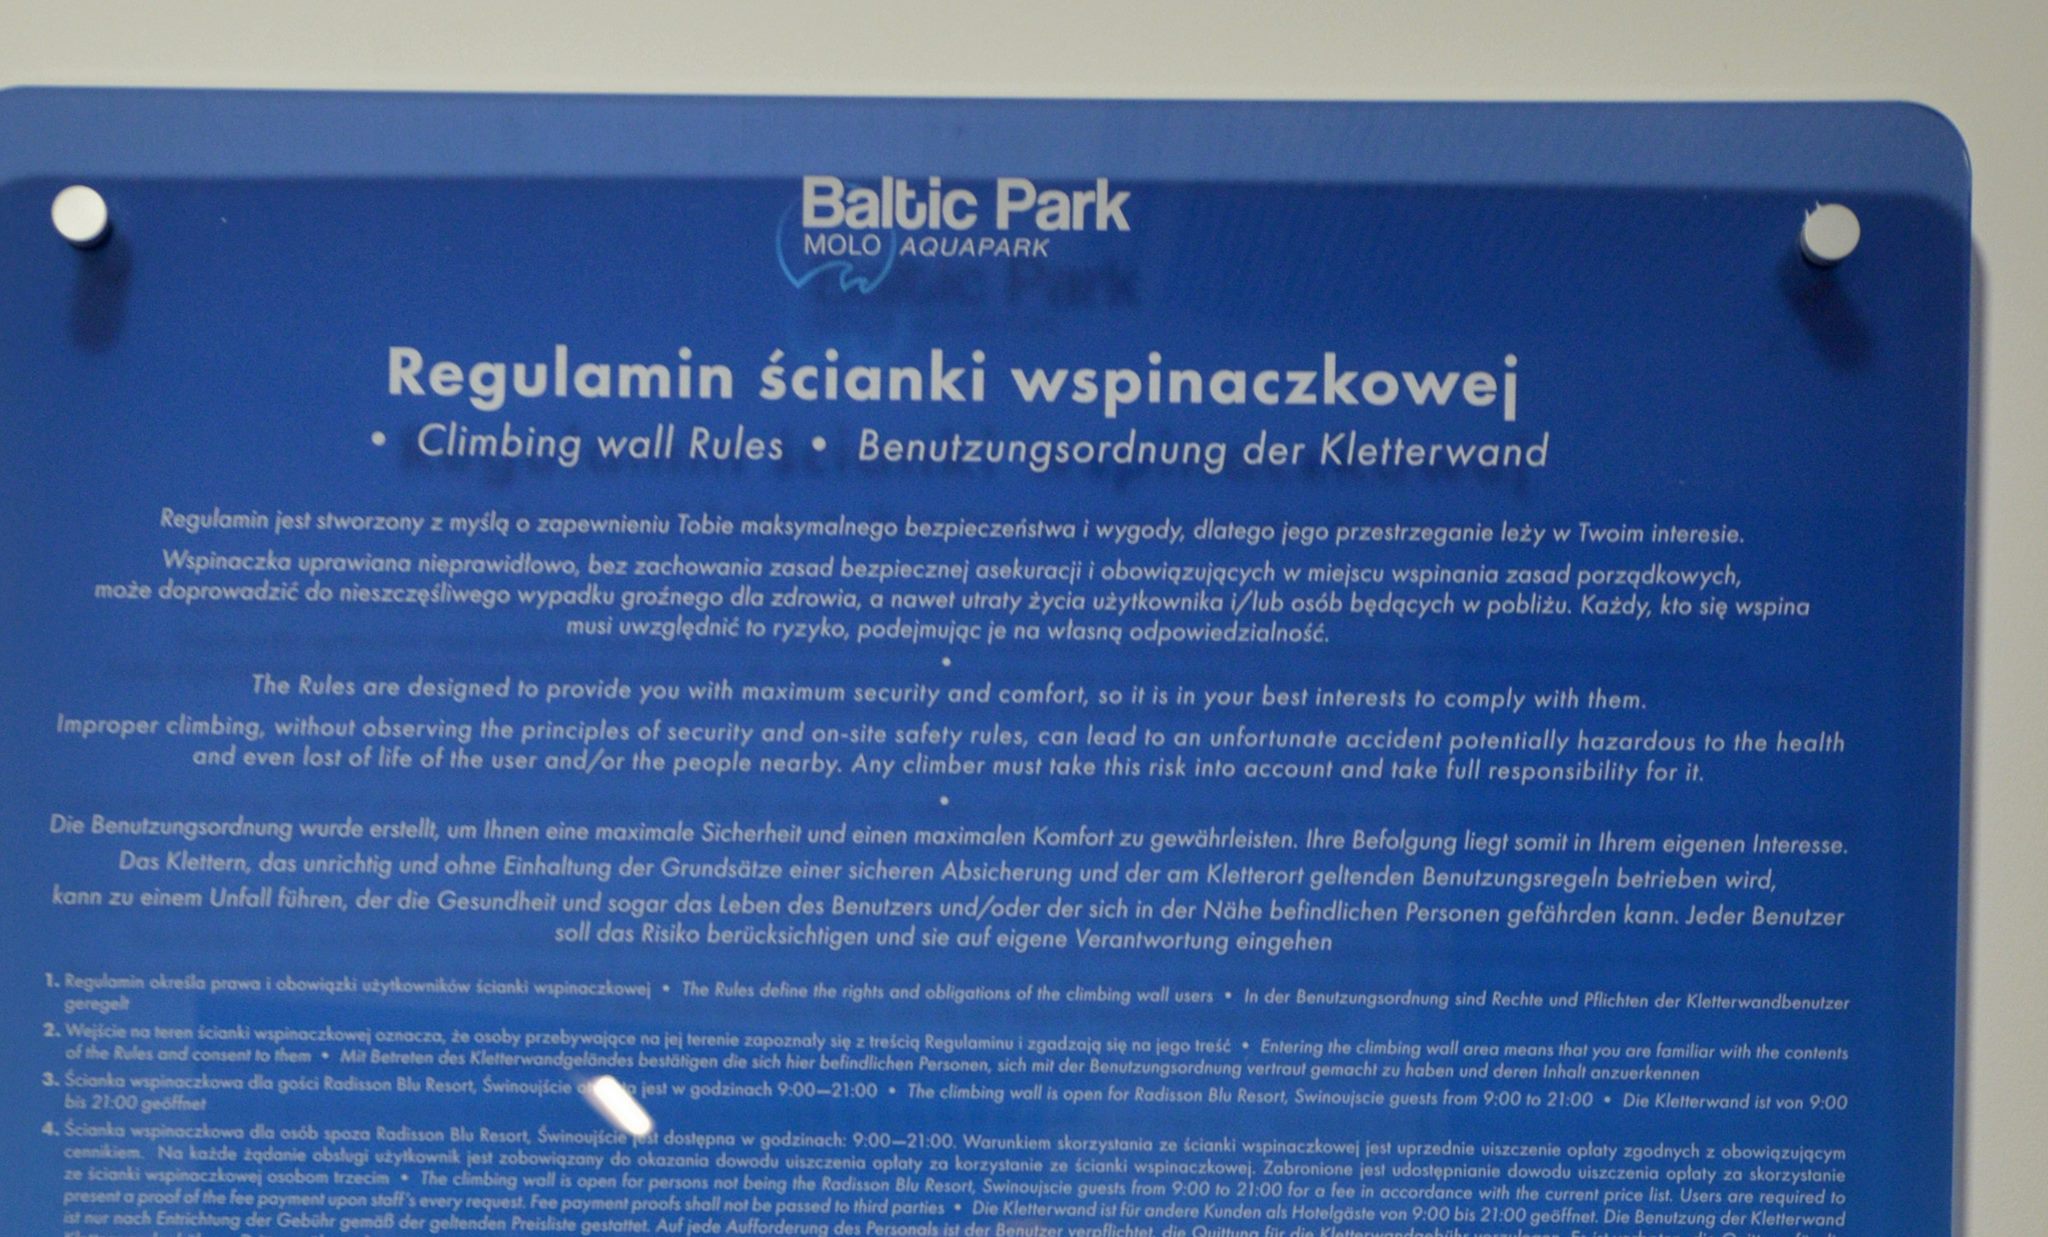 Baltic Park
MOLO AQUAPARK
Regulamin ścianki wspinaczkowej
• Climbing wall Rules • Benutzungsordnung der Kletterwand
Regulamin jest stworzony z myślą o zapewnieniu Tobie maksymalnego bezpieczeństwa i wygody, dlatego jego przestrzeganie leży w Twoim interesie.
Wspinaczka uprawiana nieprawidłowo, bez zachowania zasad bezpiecznej asekuracji i obowiązujących w miejscu wspinania zasad porządkowych,
może doprowadzić do nieszczęśliwego wypadku groźnego dla zdrowia, a nawet utraty życia użytkownika i/lub osób będących w pobliżu. Każdy, kto się wspina
musi uwzględnić to ryzyko, podejmując je na własną odpowiedzialność.
•
The Rules are designed to provide you with maximum security and comfort, so it is in your best interests to comply with them.
Improper climbing, without observing the principles of security and on-site safety rules, can lead to an unfortunate accident potentially hazardous to the health
and even lost of life of the user and/or the people nearby. Any climber must take this risk into account and take full responsibility for it.
•
Die Benutzungsordnung wurde erstellt, um Ihnen eine maximale Sicherheit und einen maximalen Komfort zu gewährleisten. Ihre Befolgung liegt somit in Ihrem eigenen Interesse.
Das Klettern, das unrichtig und ohne Einhaltung der Grundsätze einer sicheren Absicherung und der am Kletterort geltenden Benutzungsregeln betrieben wird,
kann zu einem Unfall führen, der die Gesundheit und sogar das Leben des Benutzers und/oder der sich in der Nähe befindlichen Personen gefährden kann. Jeder Benutzer
soll das Risiko berücksichtigen und sie auf eigene Verantwortung eingehen
1. Regulamin określa prawa i obowiązki użytkowników ścianki wspinaczkowej • The Rules define the rights and obligations of the climbing wall users • In der Benutzungsordnung sind Rechte und Pflichten der Kletterwandbenutzer
geregelt
2. Wejście na teren ścianki wspinaczkowej oznacza, że osoby przebywające na jej terenie zapoznały się z treścią Regulaminu i zgadzają się na jego treść • Entering the climbing wall area means that you are familiar with the contents
of the Rules and consent to them • Mit Betreten des Kletterwandgeländes bestätigen die sich hier befindlichen Personen, sich mit der Benutzungsordnung vertraut gemacht zu haben und deren Inhalt anzuerkennen
3. Ścianka wspinaczkowa dla gości Radisson Blu Resort, Świnoujście jest w godzinach 9:00—21:00 • The climbing wall is open for Radisson Blu Resort, Swinoujscie guests from 9:00 to 21:00 • Die Kletterwand ist von 9:00
bis 21:00 geöffnet
4. Ścianka wspinaczkowa dla osób spoza Radisson Blu Resort, Świnoujście jest dostępna w godzinach: 9:00—21:00. Warunkiem skorzystania ze ścianki wspinaczkowej jest uprzednie uiszczenie opłaty zgodnych z obowiązującym
cennikiem. Na każde żądanie obsługi użytkownik jest zobowiązany do okazania dowodu uiszczenia opłaty za korzystanie ze ścianki wspinaczkowej. Zabronione jest udostępnianie dowodu uiszczenia opłaty za skorzystanie
ze ścianki wspinaczkowej osobom trzecim • The climbing wall is open for persons not being the Radisson Blu Resort, Swinoujscie guests from 9:00 to 21:00 for a fee in accordance with the current price list. Users are required to
present a proof of the fee payment upon staff's every request. Fee payment proofs shall not be passed to third parties • Die Kletterwand ist für andere Kunden als Hotelgäste von 9:00 bis 21:00 geöffnet. Die Benutzung der Kletterwand
ist nur nach Entrichtung der Gebühr gemäß der geltenden Preisliste gestattet. Auf jede Aufforderung des Personals ist der Benutzer verpflichtet, die Quittung für die